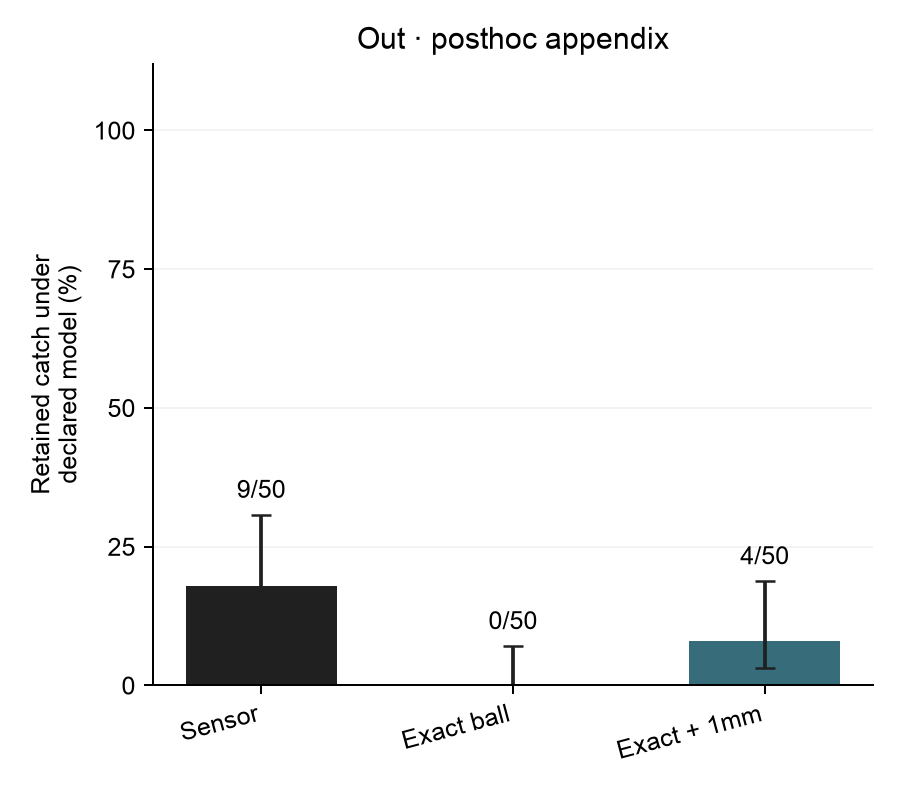 Out · posthoc appendix
Retained catch under
declared model (%)
100
75
50
25
0
9/50
0/50
4/50
Sensor
Exact ball
Exact + 1mm